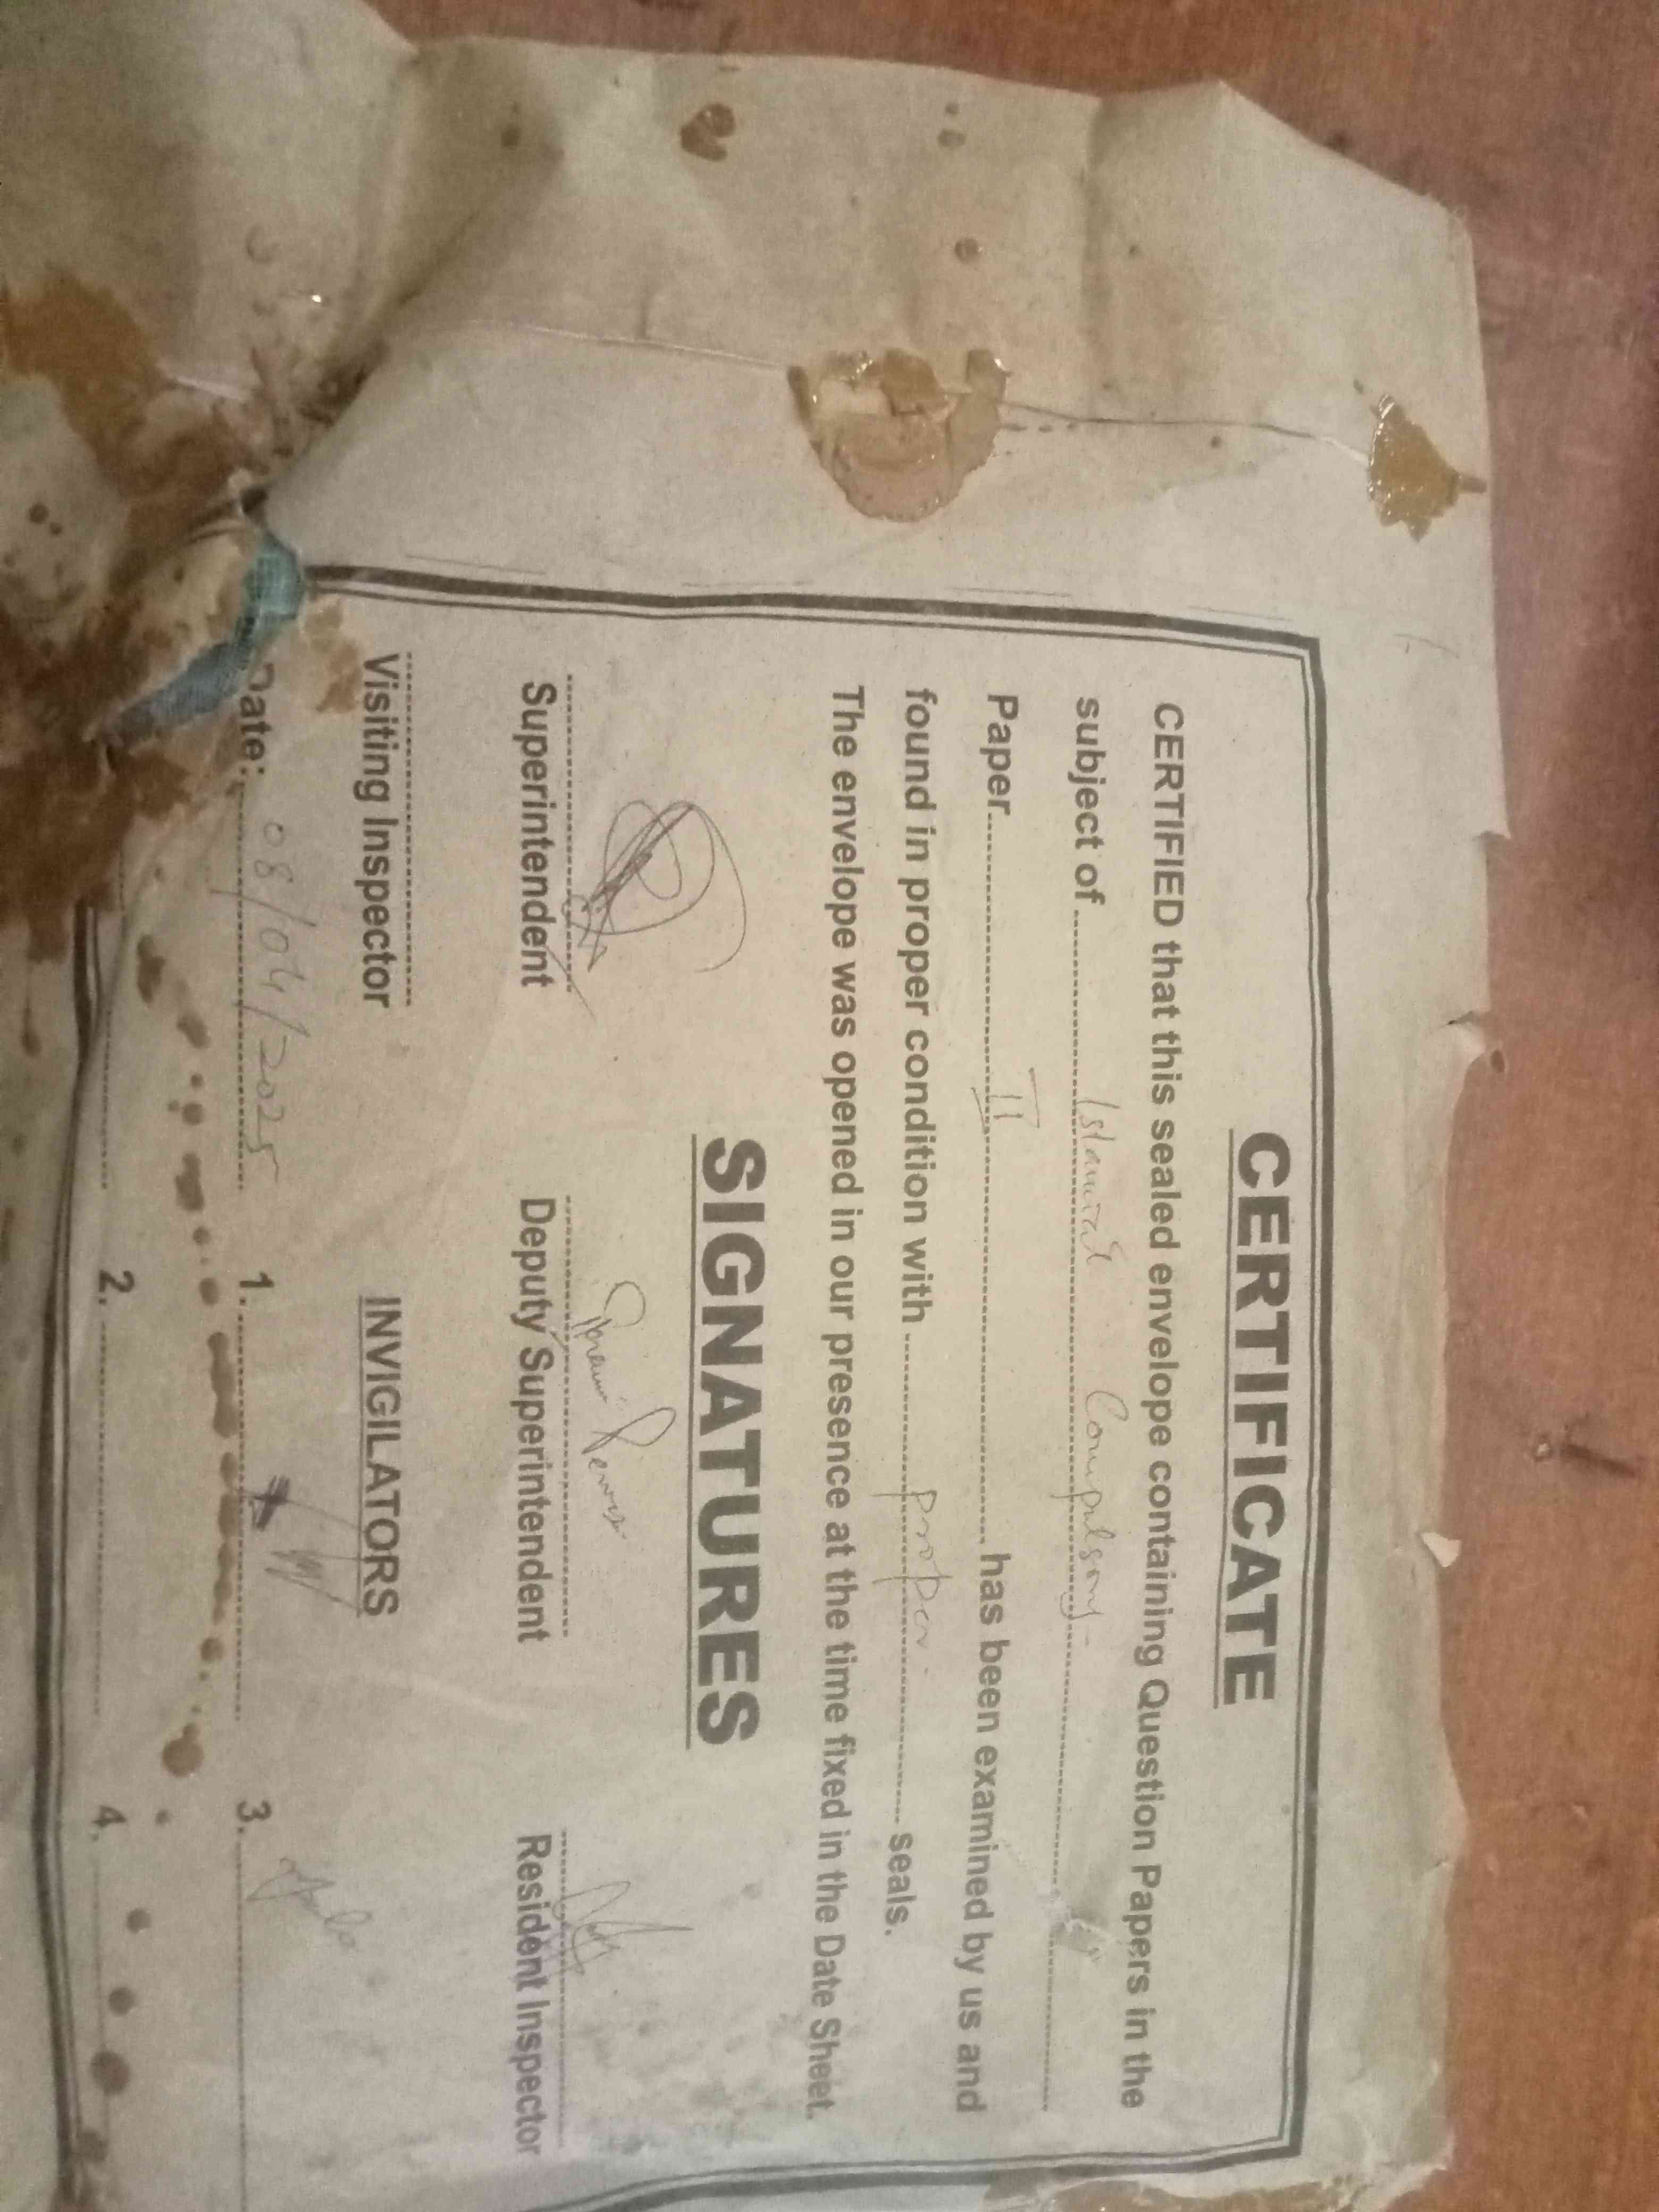 CERTIFICATE
CERTIFIED that this sealed envelope containing Question Papers in the
subject of Islamiat Compulsory
Paper II has been examined by us and
found in proper condition with proper seals.
The envelope was opened in our presence at the time fixed in the Date Sheet.
SIGNATURES
Superintendent Deputy Superintendent Resident Inspector
Visiting Inspector INVIGILATORS
Date: 08/04/2025 1. 3.
2. 4.